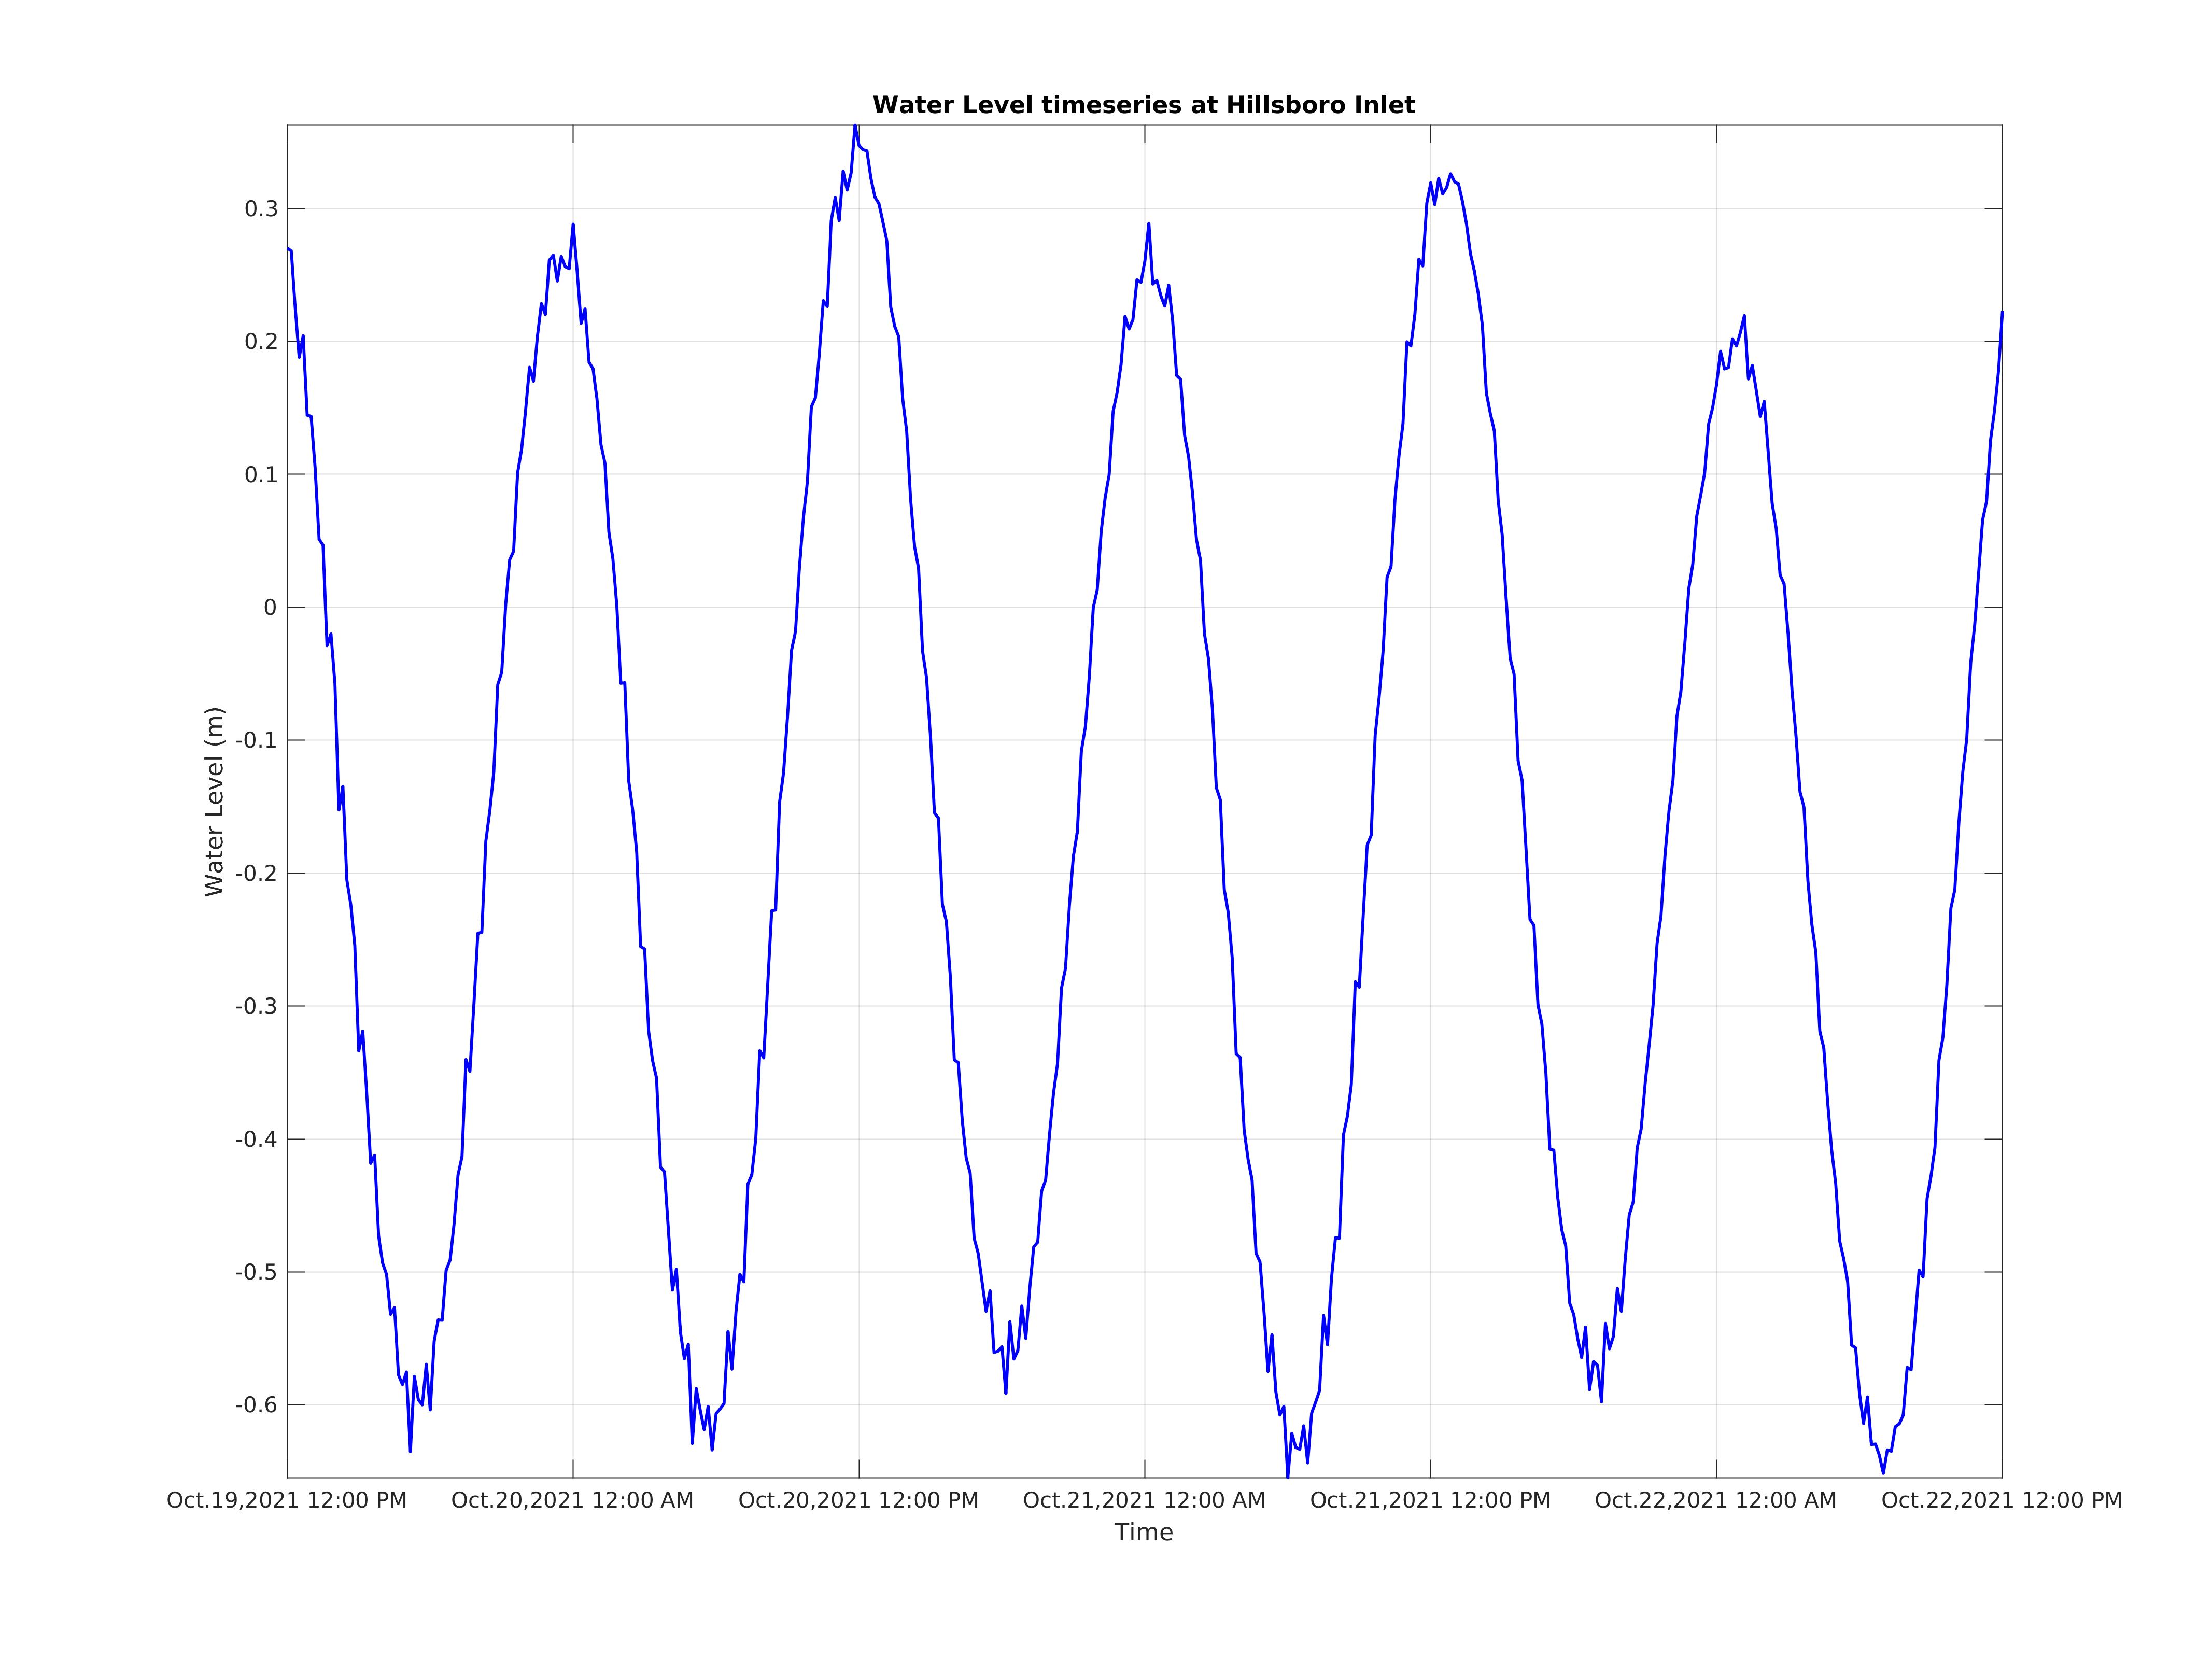 Water Level timeseries at Hillsboro Inlet
0.3
0.2
0.1
0
-0.1
-0.2
-0.3
-0.4
-0.5
-0.6
Water Level (m)
Oct.19,2021 12:00 PM Oct.20,2021 12:00 AM Oct.20,2021 12:00 PM Oct.21,2021 12:00 AM Oct.21,2021 12:00 PM Oct.22,2021 12:00 AM Oct.22,2021 12:00 PM
Time